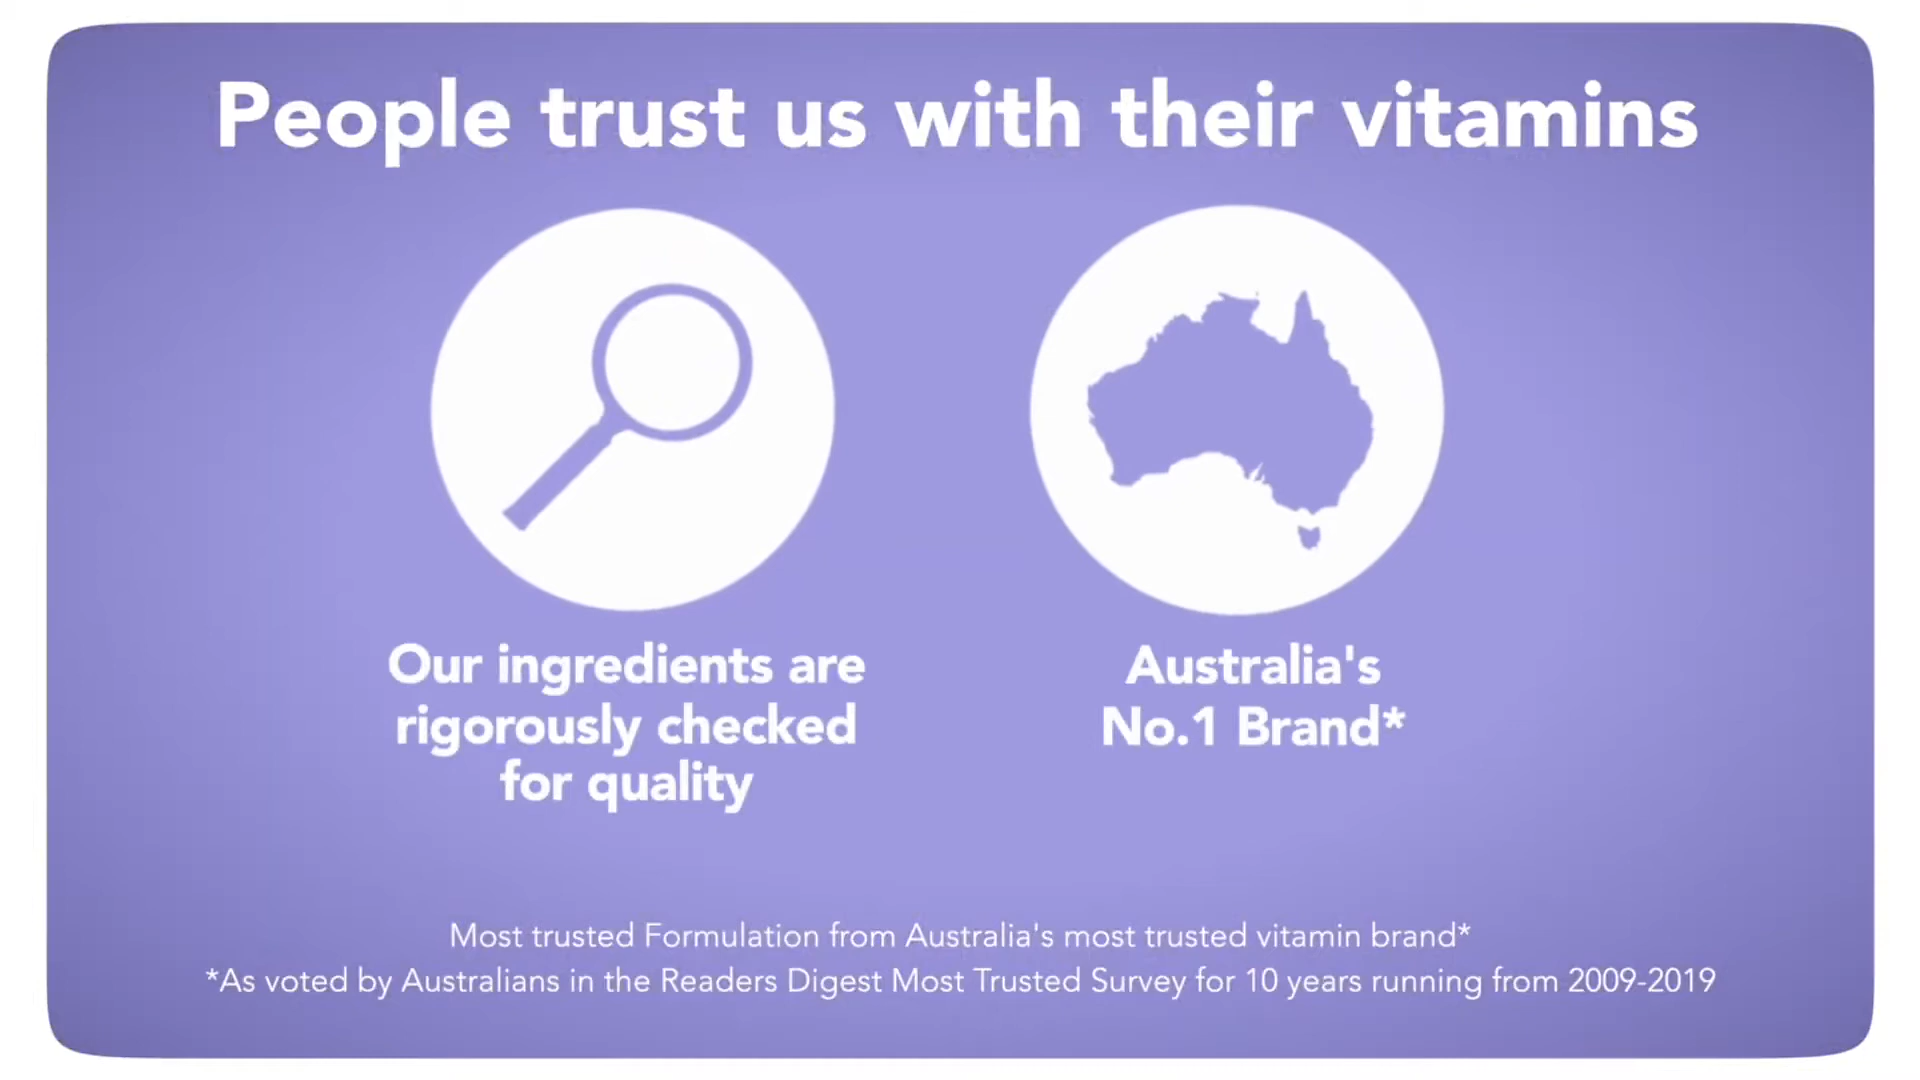 People trust us with their vitamins
Our ingredients are
rigorously checked
for quality
Australia's
No.1 Brand*
Most trusted Formulation from Australia's most trusted vitamin brand*
*As voted by Australians in the Readers Digest Most Trusted Survey for 10 years running from 2009-2019